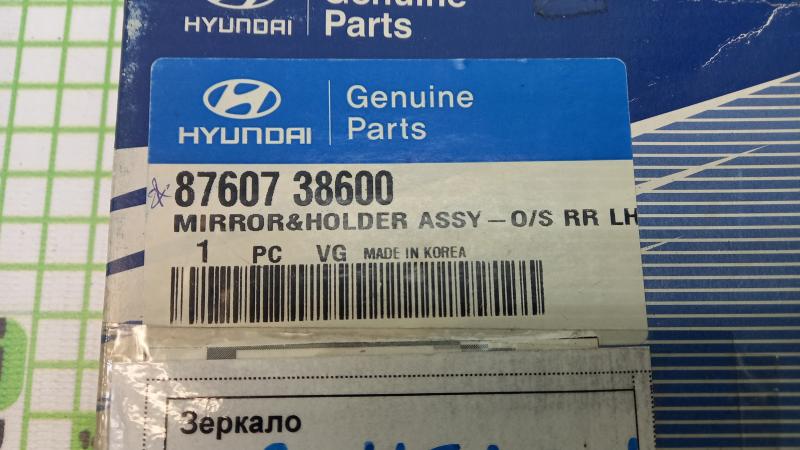 HYUNDAI
Genuine
Parts
HYUNDAI
Genuine
Parts
87607 38600
MIRROR&HOLDER ASSY-O/S RR LH
1 PC VG MADE IN KOREA
Зеркало